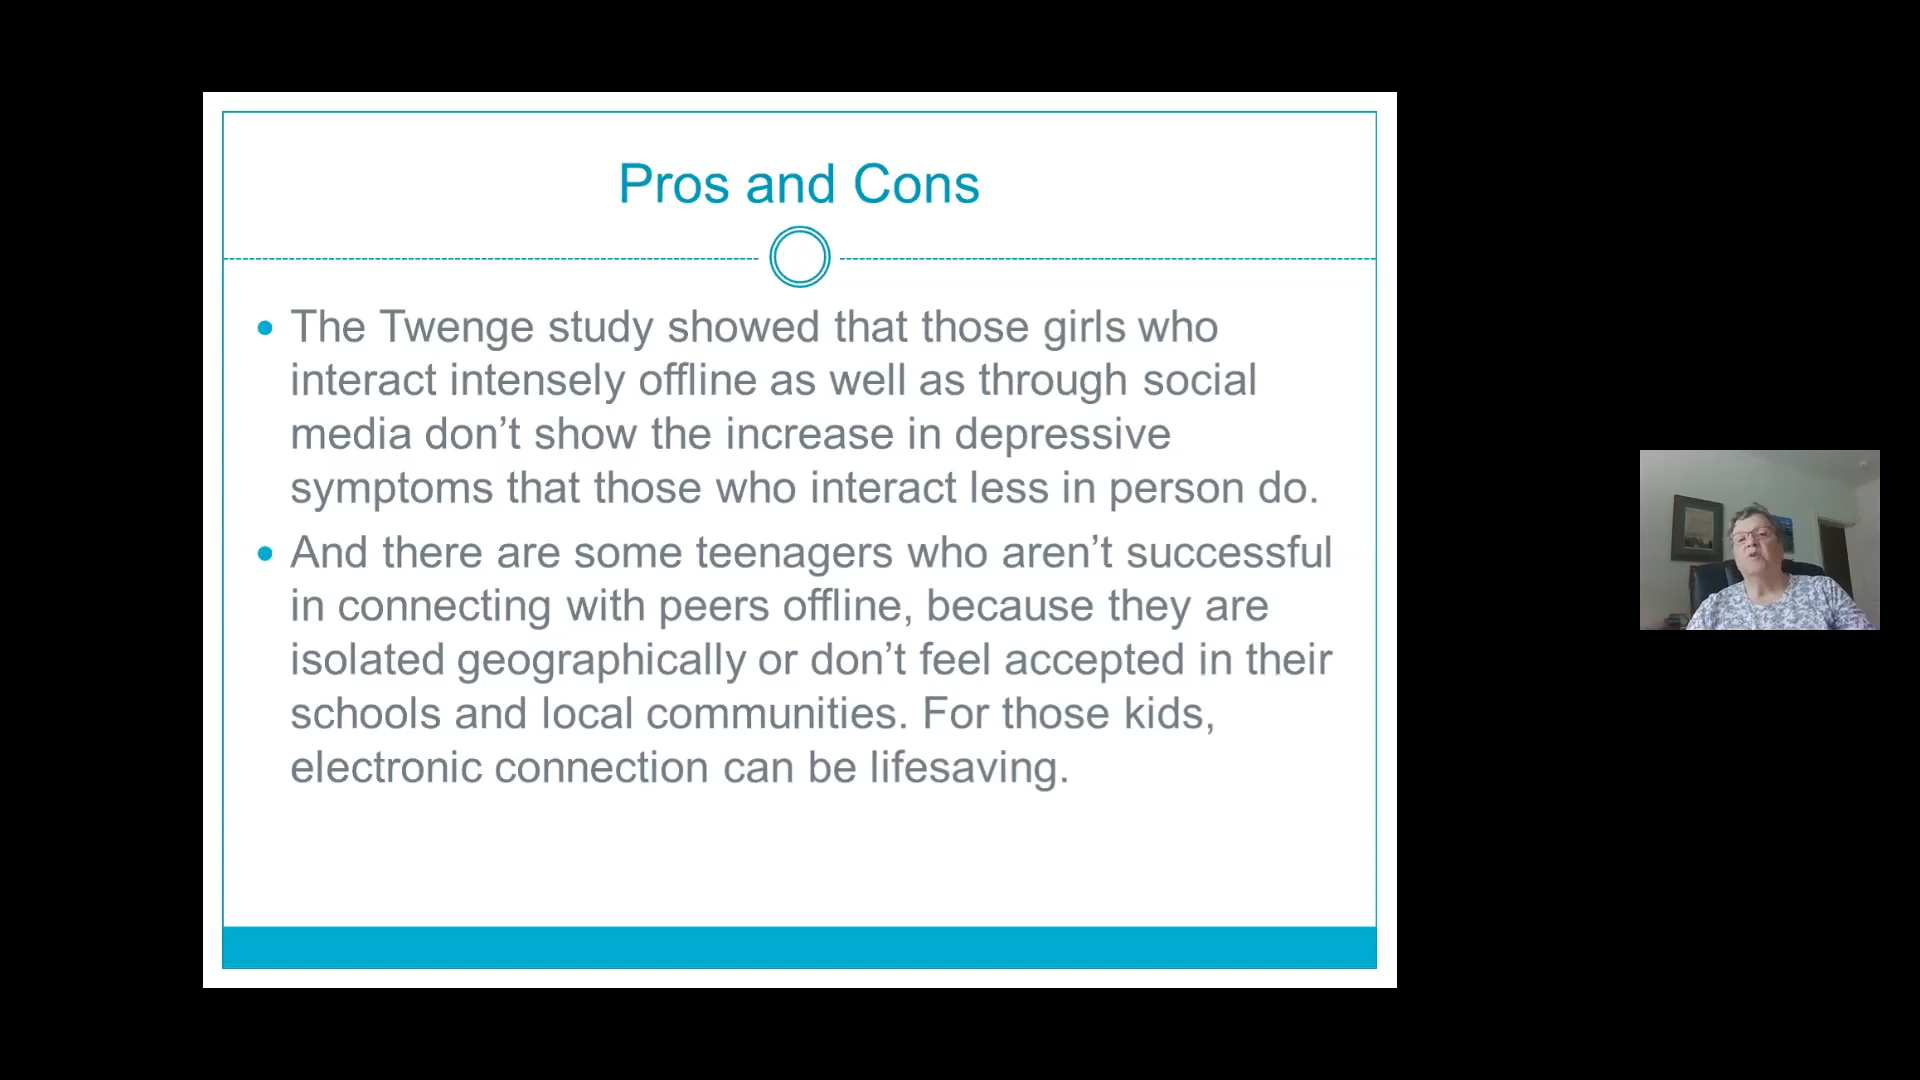 Pros and Cons
• The Twenge study showed that those girls who
interact intensely offline as well as through social
media don’t show the increase in depressive
symptoms that those who interact less in person do.
• And there are some teenagers who aren’t successful
in connecting with peers offline, because they are
isolated geographically or don’t feel accepted in their
schools and local communities. For those kids,
electronic connection can be lifesaving.